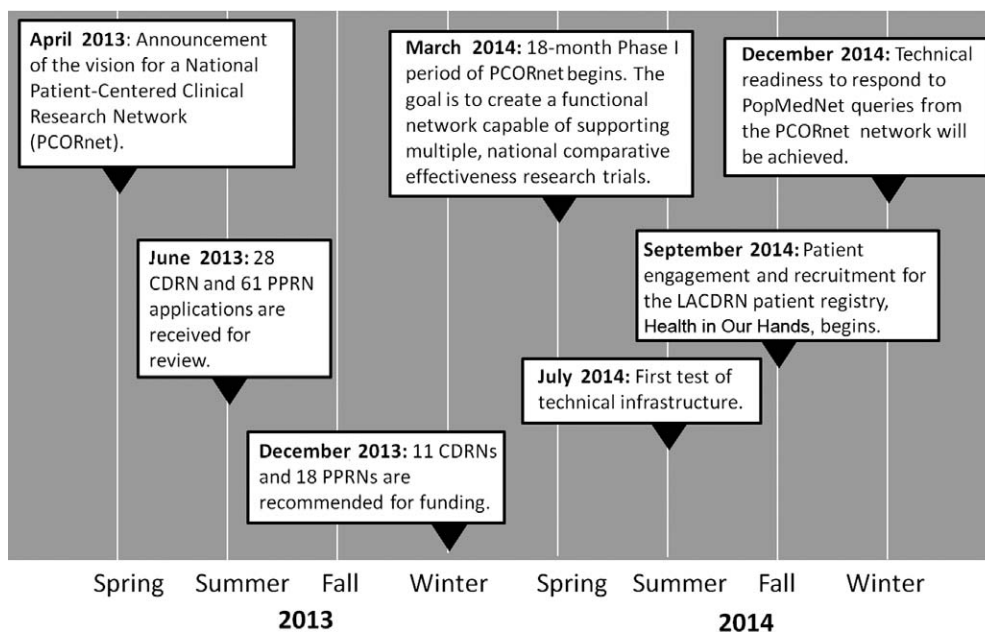 April 2013: Announcement
of the vision for a National
Patient-Centered Clinical
Research Network
(PCORnet).
June 2013: 28
CDRN and 61 PPRN
applications are
received for
review.
December 2013: 11 CDRNs
and 18 PPRNs are
recommended for funding.
March 2014: 18-month Phase I
period of PCORnet begins. The
goal is to create a functional
network capable of supporting
multiple, national comparative
effectiveness research trials.
July 2014: First test of
technical infrastructure.
September 2014: Patient
engagement and recruitment for
the LACDRN patient registry,
Health in Our Hands, begins.
December 2014: Technical
readiness to respond to
PopMedNet queries from
the PCORnet network will
be achieved.
Spring Summer Fall Winter Spring Summer Fall Winter
2013 2014